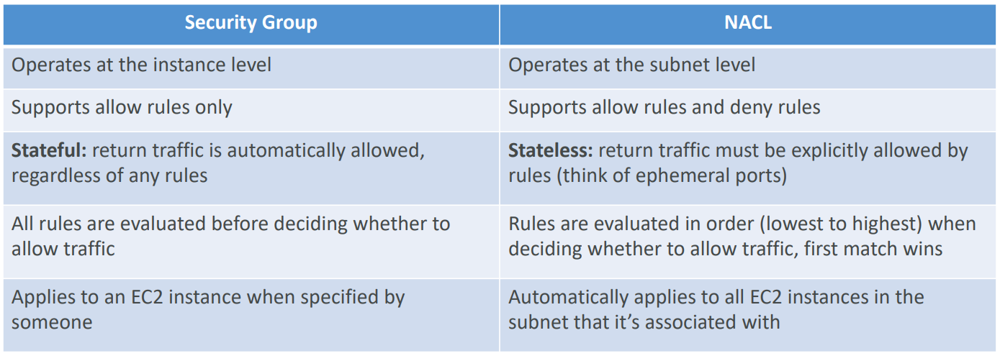 Security Group
NACL
Operates at the instance level
Operates at the subnet level
Supports allow rules only
Supports allow rules and deny rules
Stateful: return traffic is automatically allowed,
regardless of any rules
Stateless: return traffic must be explicitly allowed by
rules (think of ephemeral ports)
All rules are evaluated before deciding whether to
allow traffic
Rules are evaluated in order (lowest to highest) when
deciding whether to allow traffic, first match wins
Applies to an EC2 instance when specified by
someone
Automatically applies to all EC2 instances in the
subnet that it’s associated with